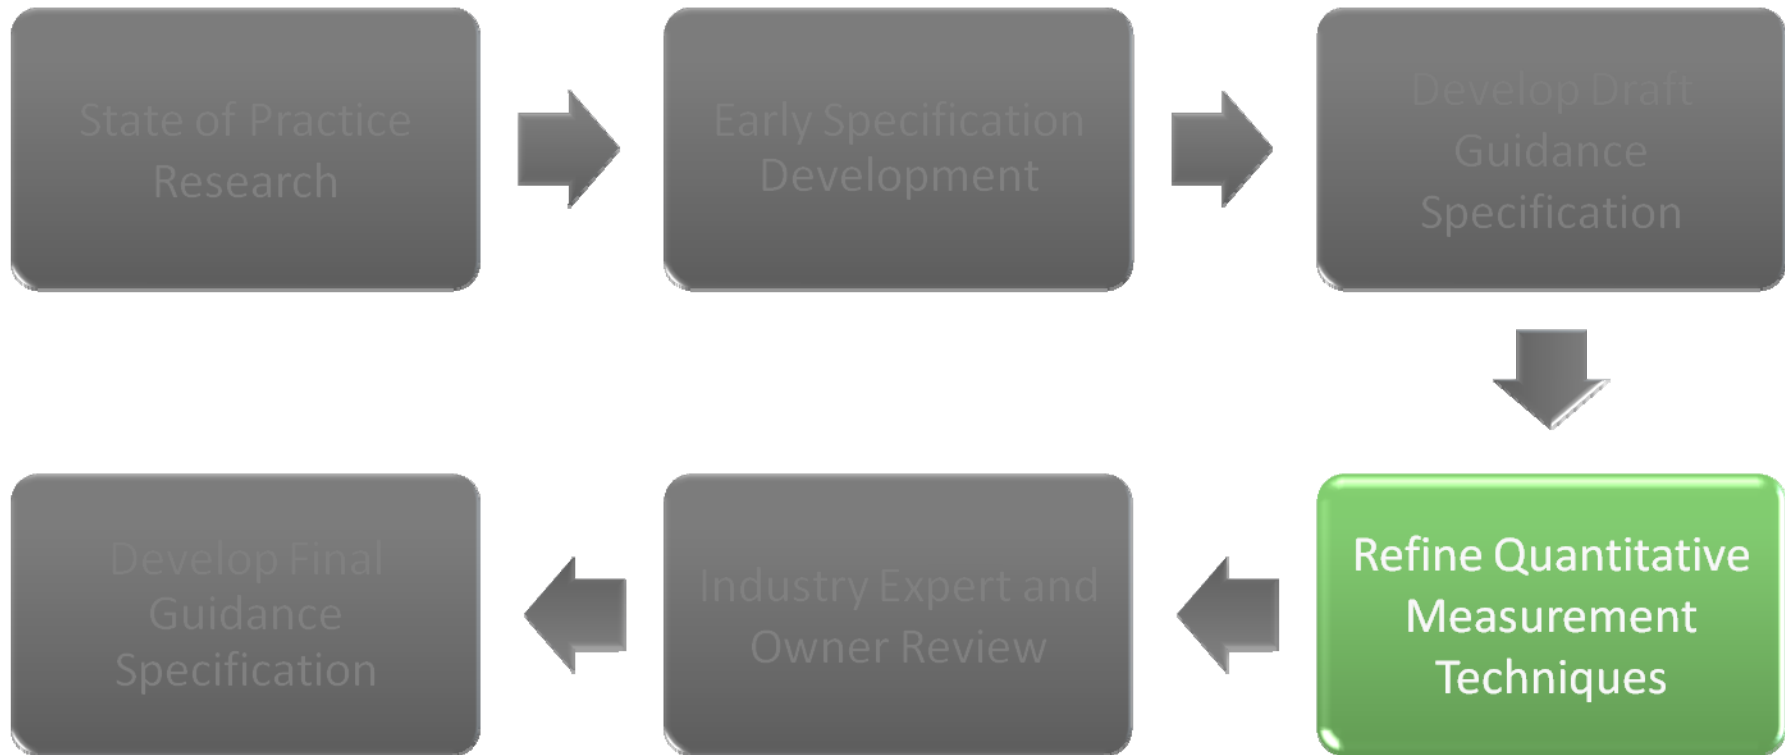 State of Practice
Research
Early Specification
Development
Develop Draft
Guidance
Specification
Refine Quantitative
Measurement
Techniques
Industry Expert and
Owner Review
Develop Final
Guidance
Specification